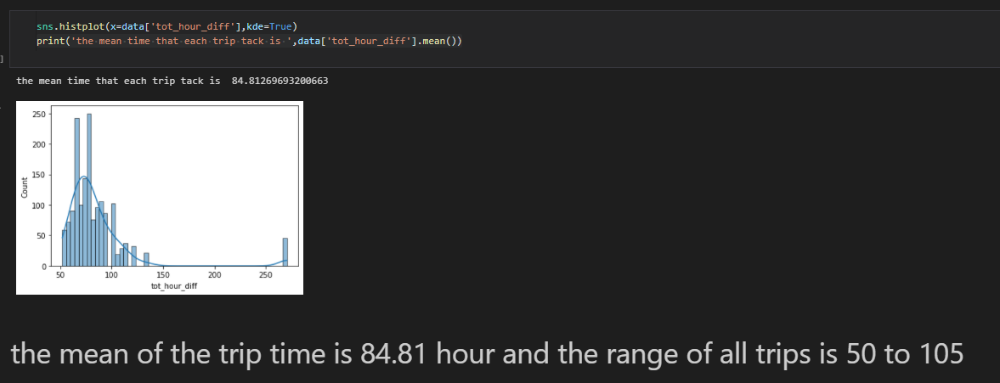 sns.histplot(x=data['tot_hour_diff'],kde=True)
print('the mean time that each trip tack is ',data['tot_hour_diff'].mean())
]
the mean time that each trip tack is  84.81269693200663
250
200
150
100
50
0
Count
50 100 150 200 250
tot_hour_diff
the mean of the trip time is 84.81 hour and the range of all trips is 50 to 105